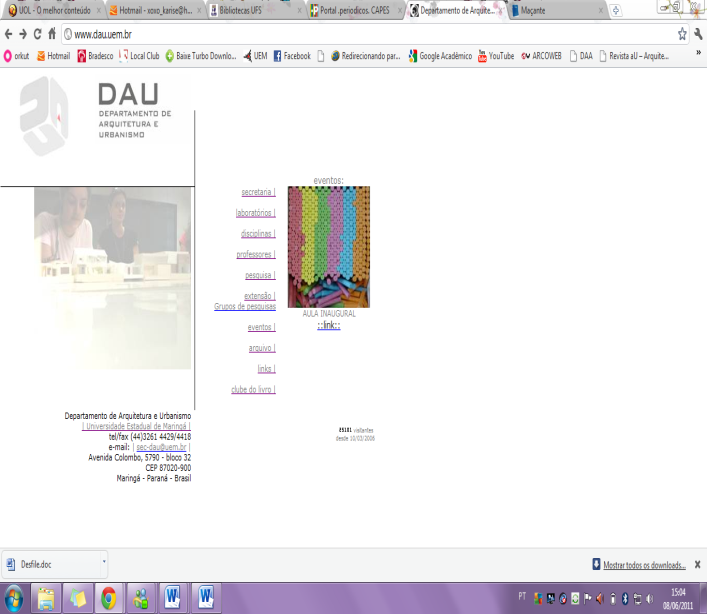 UOL - O melhor conteúdo
Hotmail - xoxo_karise@h...
Bibliotecas UFS
Portal .periodicos. CAPES
Departamento de Arquite...
Maçante
www.dau.uem.br
orkut
Hotmail
Bradesco
Local Club
Baixe Turbo Downlo...
UEM
Facebook
Redirecionando par...
Google Acadêmico
YouTube
ARCOWEB
DAA
Revista aU – Arquite...
»
DAU
DEPARTAMENTO DE
ARQUITETURA E
URBANISMO
secretaria |
laboratórios |
disciplinas |
professores |
pesquisa |
extensão |
Grupos de pesquisas
eventos |
arquivo |
links |
clube do livro |
eventos:
AULA INAUGURAL
::link::
85181 visitantes
desde 10/03/2006
Departamento de Arquitetura e Urbanismo
| Universidade Estadual de Maringá |
tel/fax (44)3261 4429/4418
e-mail: | sec-dau@uem.br |
Avenida Colombo, 5790 - bloco 32
CEP 87020-900
Maringá - Paraná - Brasil
Desfile.doc
Mostrar todos os downloads...
PT
15:04
08/06/2011